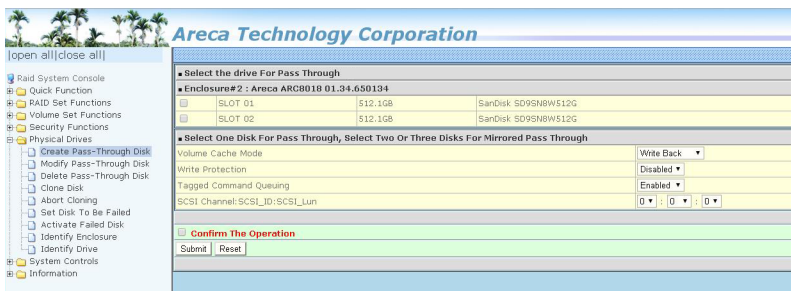 Areca Technology Corporation
|open all|close all|
Raid System Console
Quick Function
RAID Set Functions
Volume Set Functions
Security Functions
Physical Drives
Create Pass-Through Disk
Modify Pass-Through Disk
Delete Pass-Through Disk
Clone Disk
Abort Cloning
Set Disk To Be Failed
Activate Failed Disk
Identify Enclosure
Identify Drive
System Controls
Information
Select the drive For Pass Through
Enclosure#2 : Areca ARC8018 01.34.650134
SLOT 01 512.1GB SanDisk SD9SN8W512G
SLOT 02 512.1GB SanDisk SD9SN8W512G
Select One Disk For Pass Through, Select Two Or Three Disks For Mirrored Pass Through
Volume Cache Mode Write Back
Write Protection Disabled
Tagged Command Queuing Enabled
SCSI Channel:SCSI_ID:SCSI_Lun 0 : 0 : 0
Confirm The Operation
Submit Reset